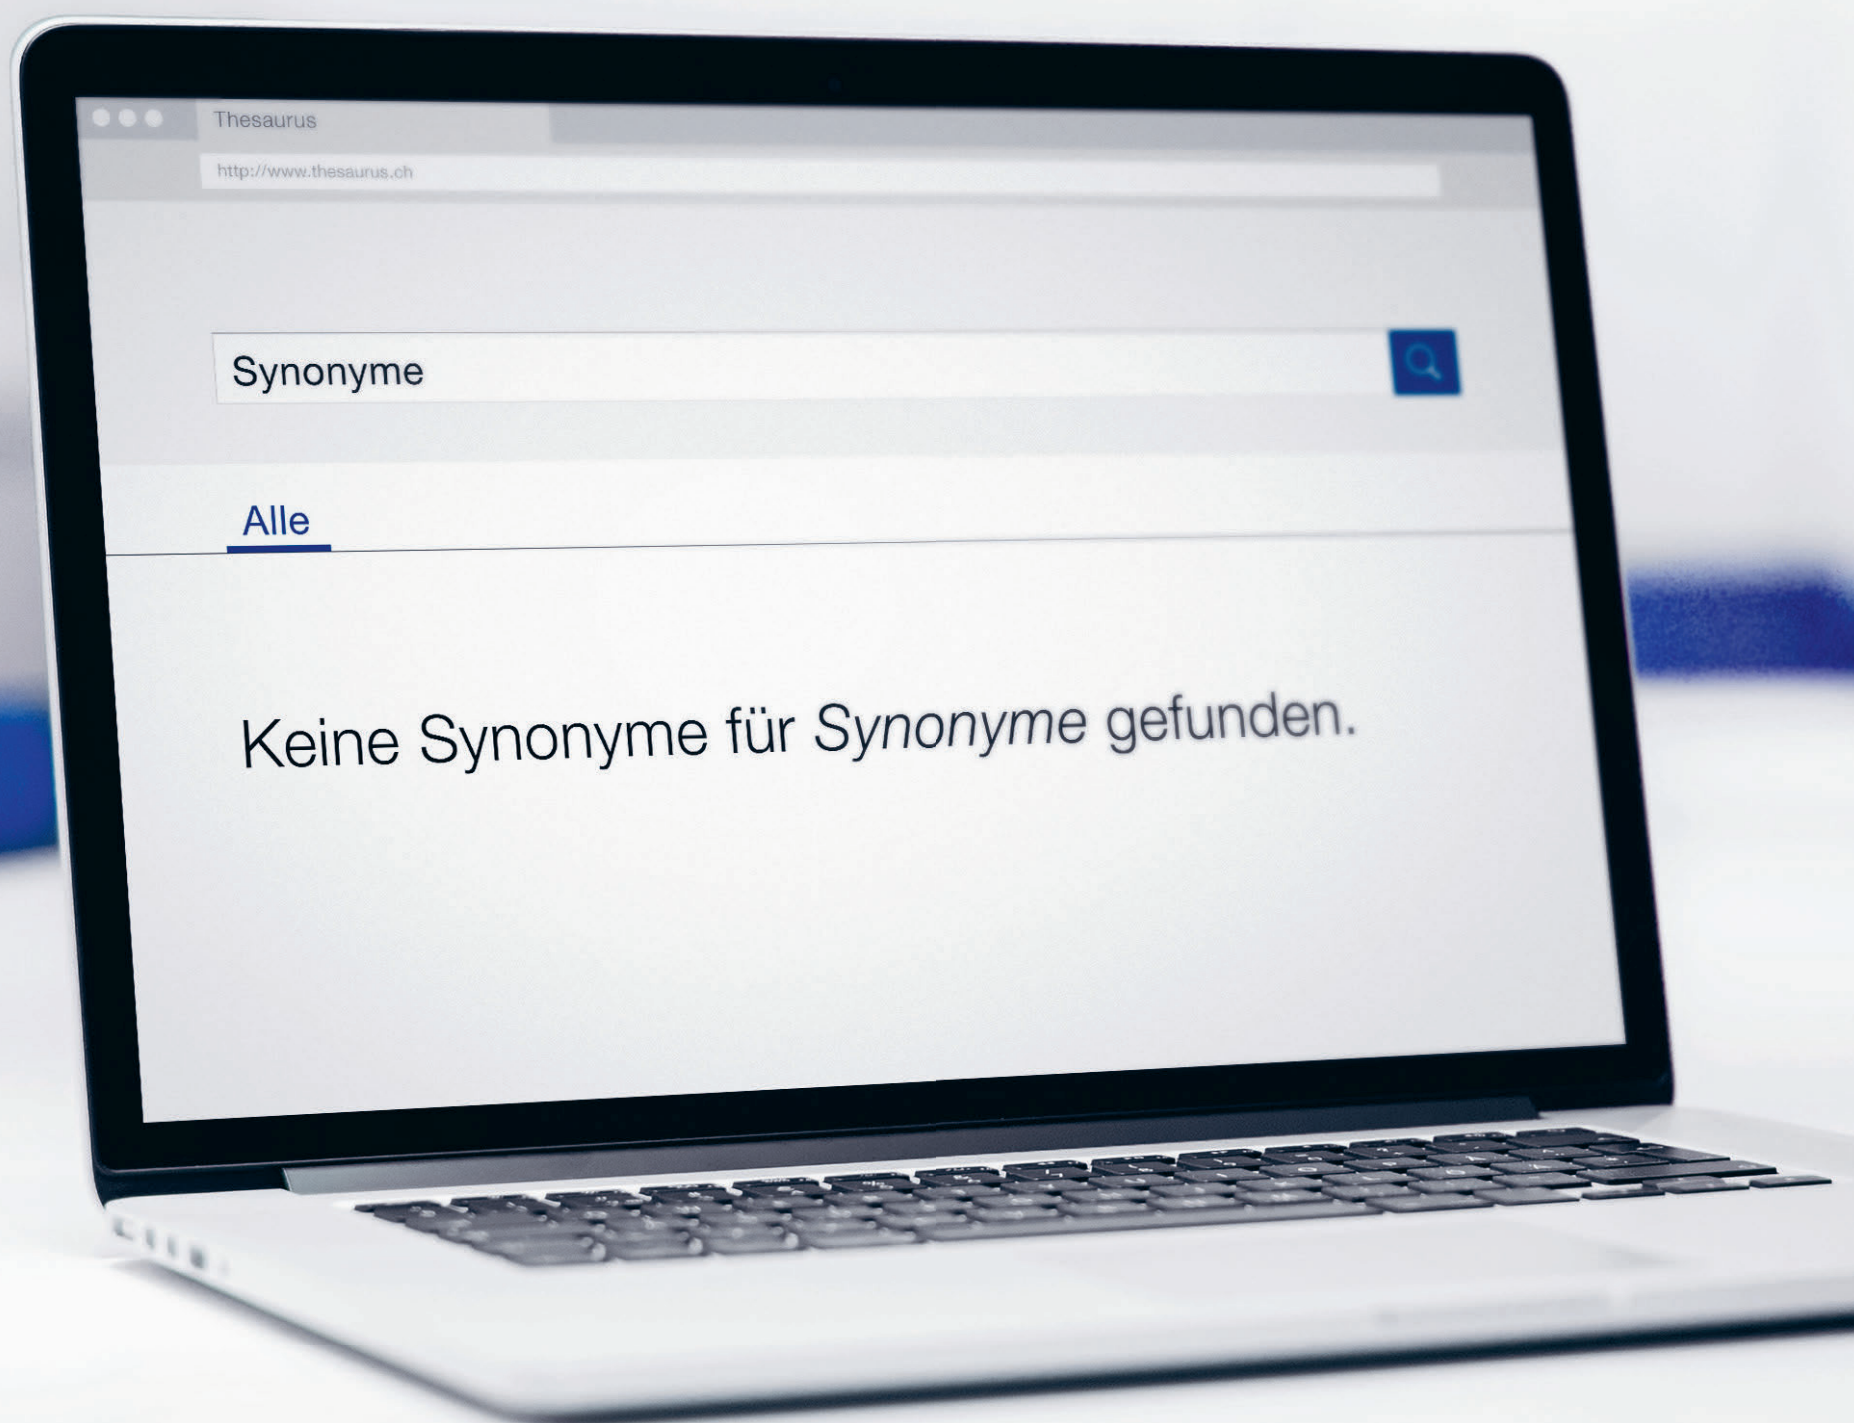 Thesaurus
http://www.thesaurus.ch
Synonyme
Alle
Keine Synonyme für Synonyme gefunden.